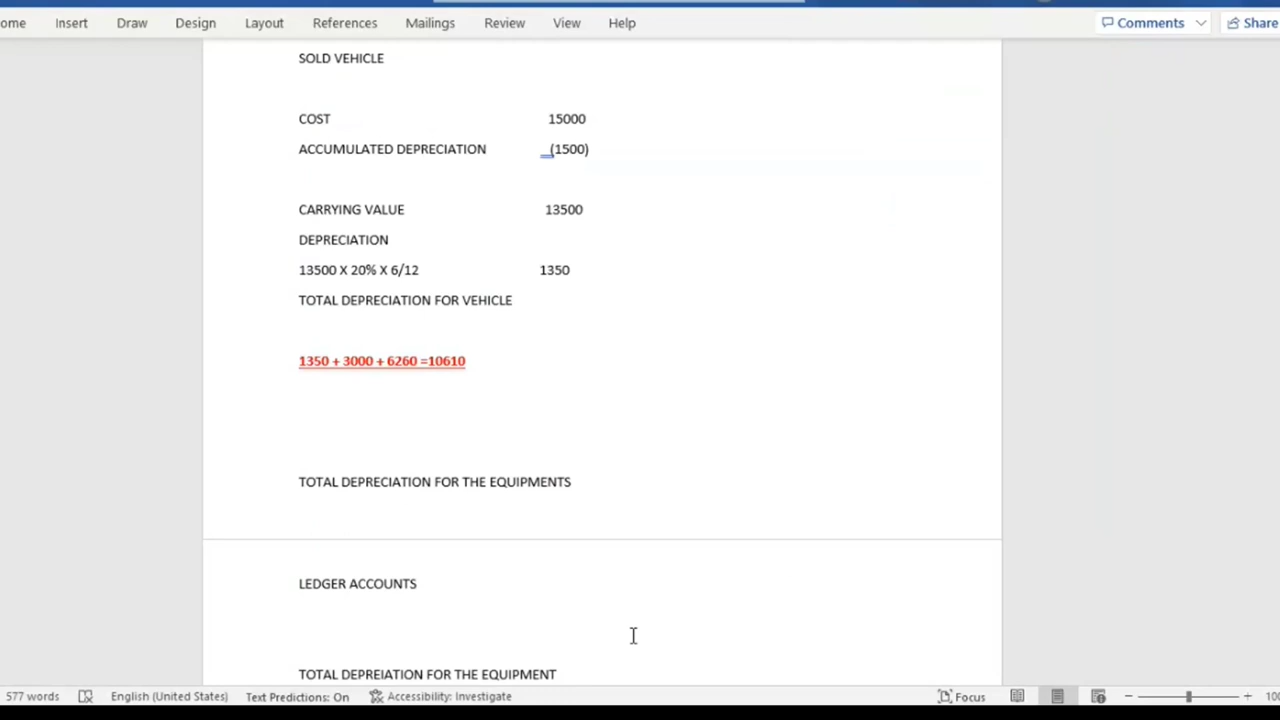 ome Insert Draw Design Layout References Mailings Review View Help Comments Share
SOLD VEHICLE
COST 15000
ACCUMULATED DEPRECIATION _(1500)
CARRYING VALUE 13500
DEPRECIATION
13500 X 20% X 6/12 1350
TOTAL DEPRECIATION FOR VEHICLE
1350 + 3000 + 6260 =10610
TOTAL DEPRECIATION FOR THE EQUIPMENTS
LEDGER ACCOUNTS
TOTAL DEPREIATION FOR THE EQUIPMENT
577 words English (United States) Text Predictions: On Accessibility: Investigate Focus 100